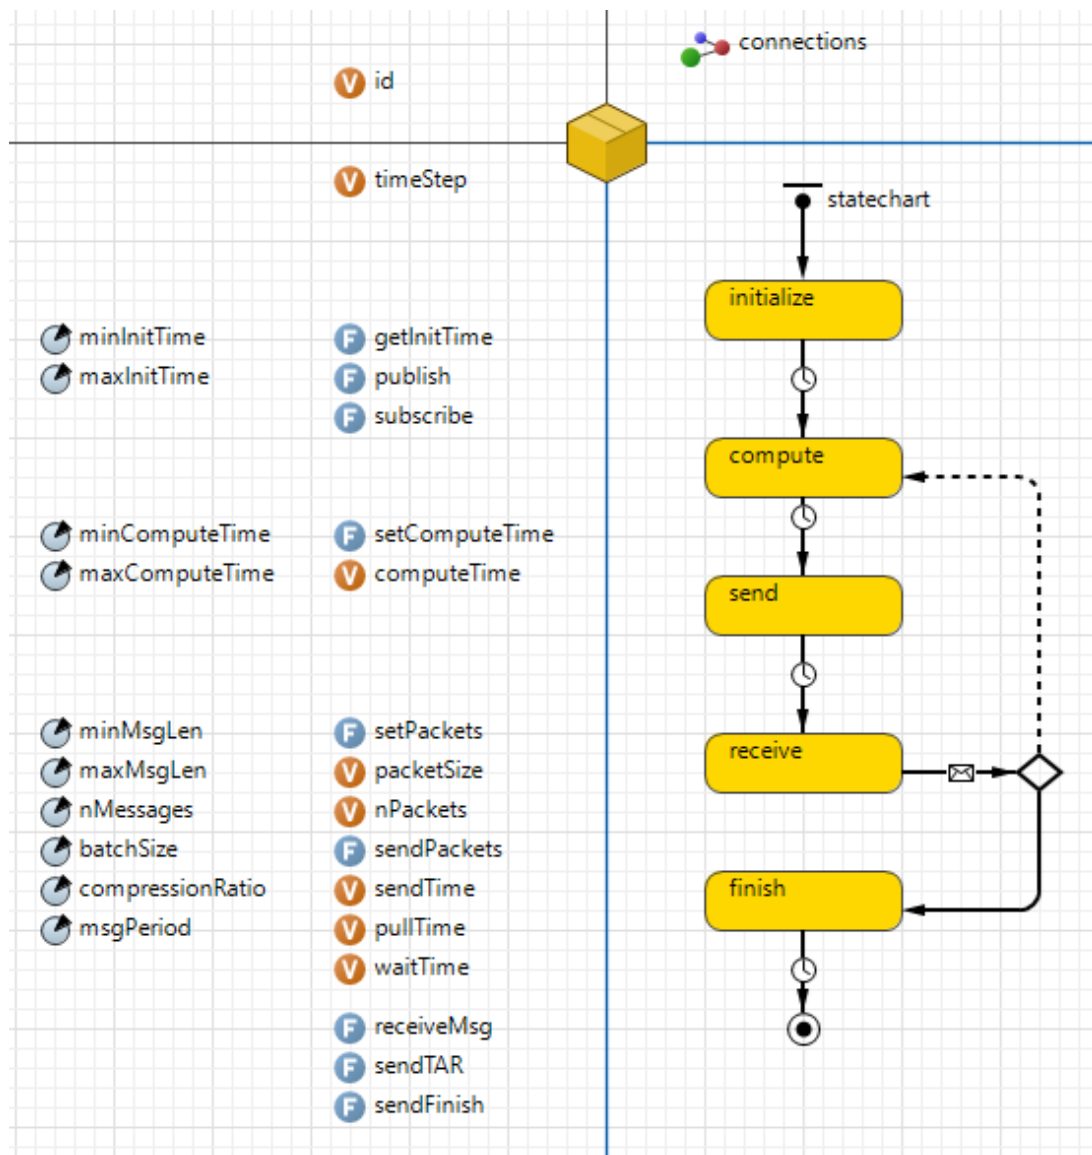 connections
V id
V timeStep
statechart
initialize
minInitTime
F getInitTime
maxInitTime
F publish
F subscribe
compute
minComputeTime
F setComputeTime
maxComputeTime
V computeTime
send
minMsgLen
F setPackets
receive
maxMsgLen
V packetSize
nMessages
V nPackets
batchSize
F sendPackets
compressionRatio
V sendTime
finish
msgPeriod
V pullTime
V waitTime
F receiveMsg
F sendTAR
F sendFinish